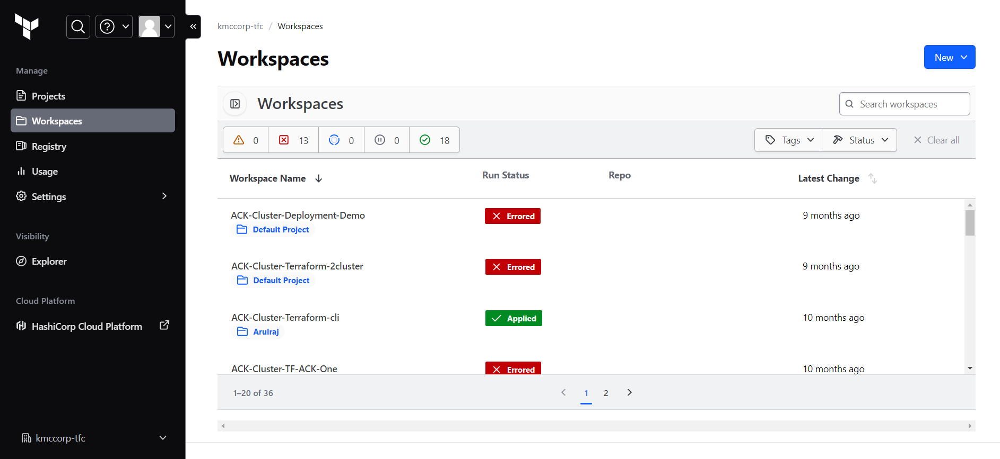 kmccorp-tfc / Workspaces
Manage
Projects
Workspaces
Registry
Usage
Settings
Visibility
Explorer
Cloud Platform
HashiCorp Cloud Platform
kmccorp-tfc
Workspaces
New
Workspaces
Search workspaces
0 13 0 0 18
Tags Status Clear all
Workspace Name Run Status Repo Latest Change
ACK-Cluster-Deployment-Demo Errored 9 months ago
Default Project
ACK-Cluster-Terraform-2cluster Errored 9 months ago
Default Project
ACK-Cluster-Terraform-cli Applied 10 months ago
Arulraj
ACK-Cluster-TF-ACK-One Errored 10 months ago
1–20 of 36 1 2